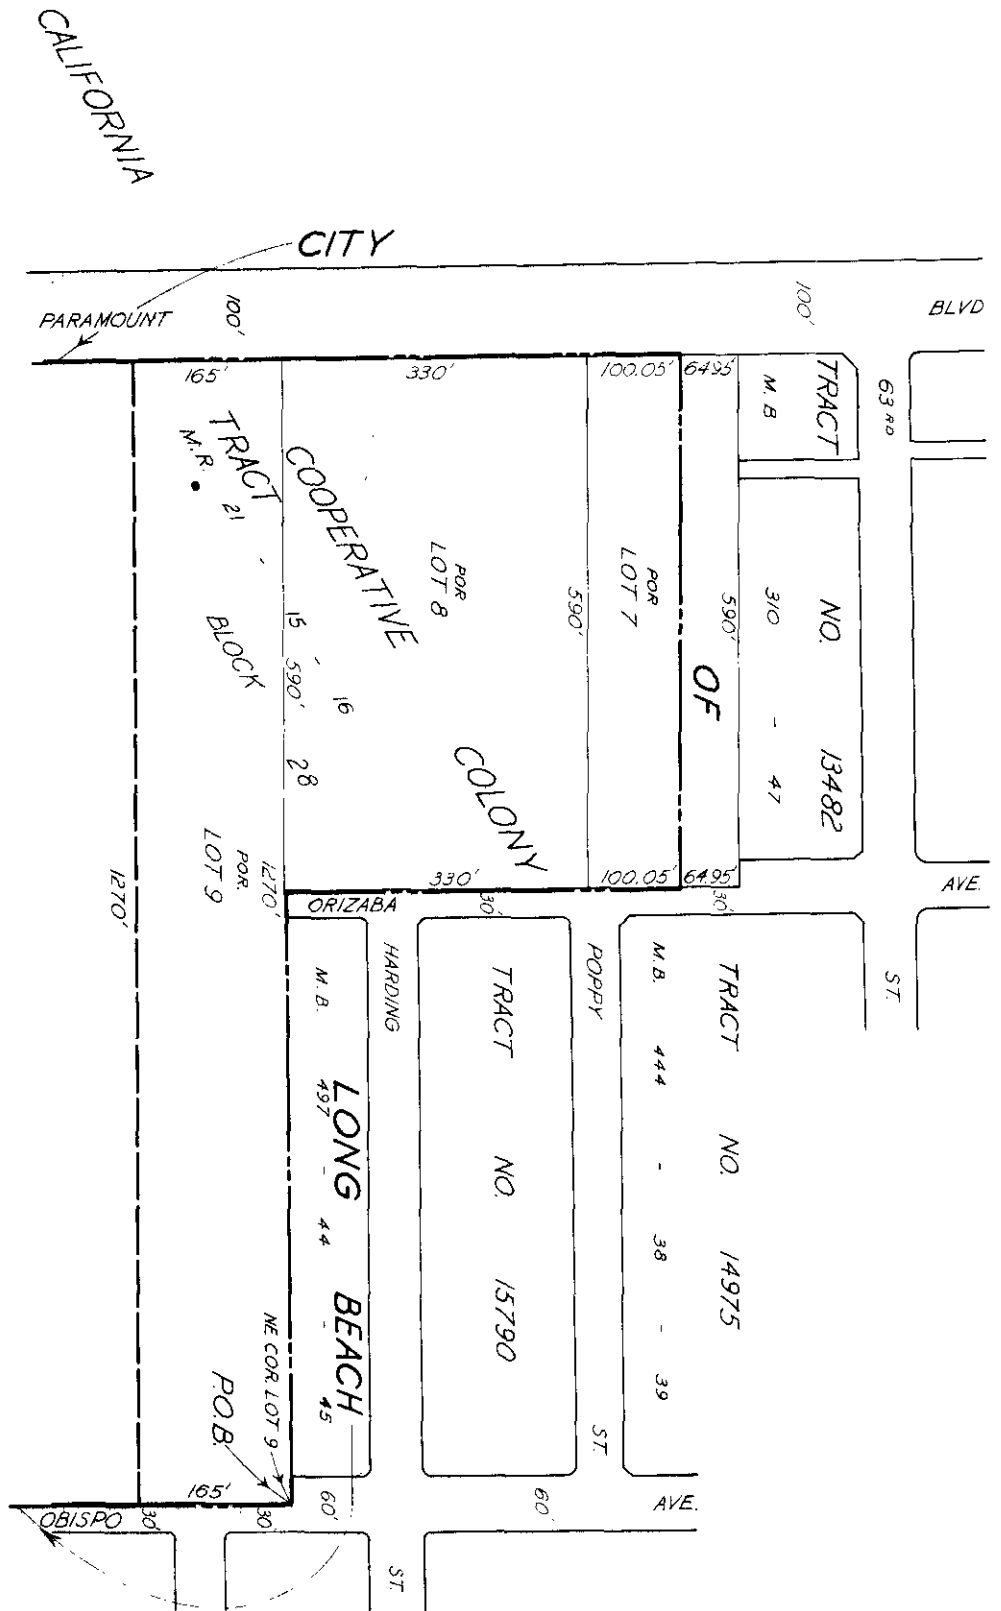 CALIFORNIA
CITY
PARAMOUNT
BLVD
100'
100'
165'
330'
100.05'
64.95
TRACT
M. B
63 RD
TRACT
M.R.
21
COOPERATIVE
POR
LOT 8
POR
LOT 7
590'
590'
310 - 47
NO.
13482
OF
15
16
590'
BLOCK
28
COLONY
POR.
LOT 9
1270'
1270'
330'
100.05'
64.95'
ORIZABA
30'
30'
AVE.
HARDING
POPPY
ST.
M. B.
497 - 44 - 45
LONG BEACH
TRACT NO. 15790
M. B. 444 - 38 - 39
TRACT NO. 14975
NE COR. LOT 9
P.O.B.
ST.
165'
30'
30'
60'
60'
AVE.
OBISPO
ST.